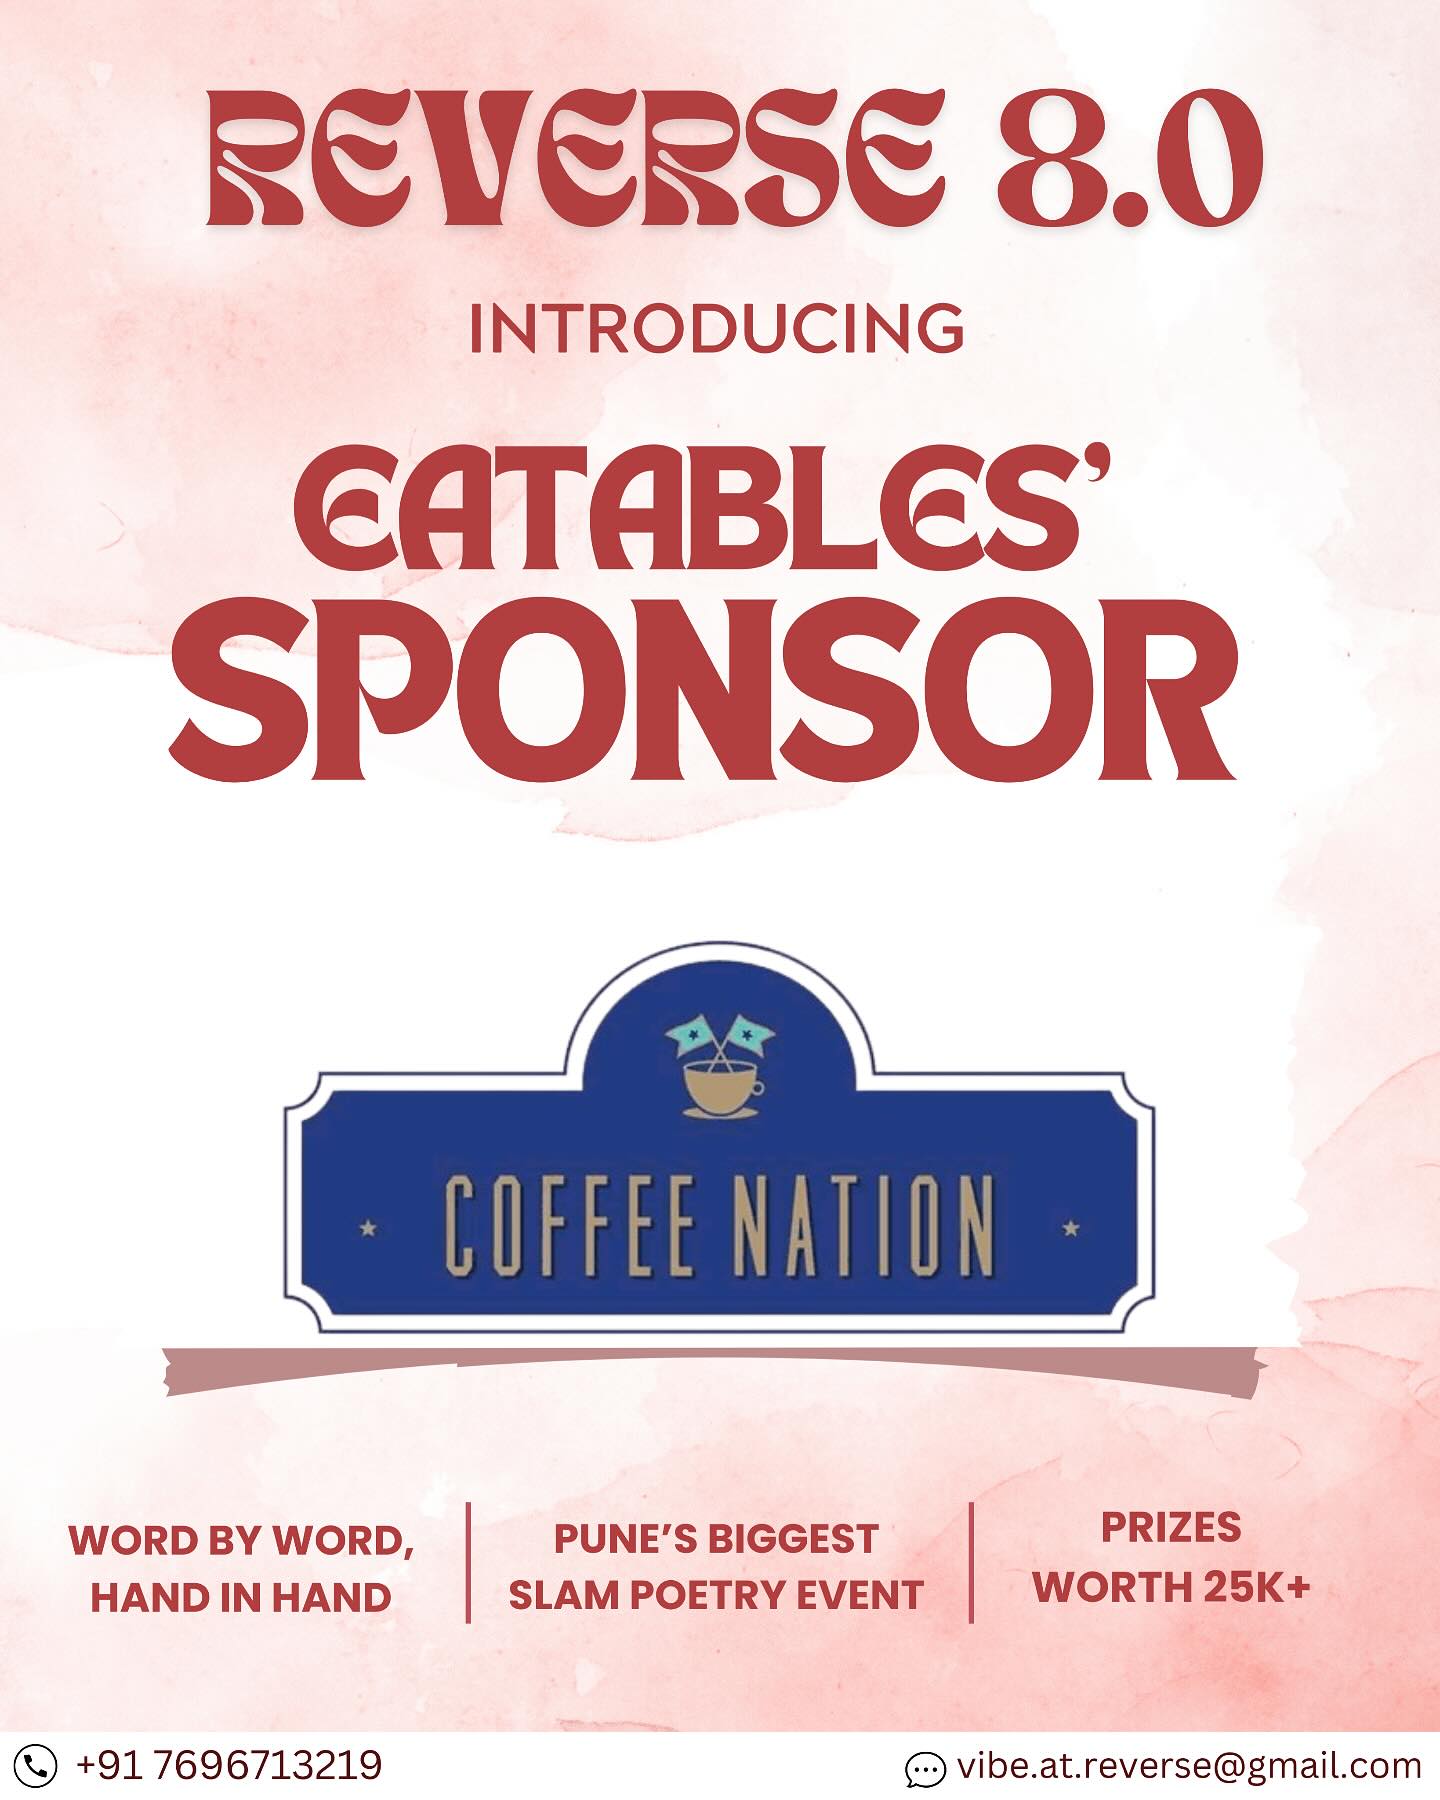 REVERSE 8.0
INTRODUCING
EATABLES’
SPONSOR
COFFEE NATION
WORD BY WORD,
HAND IN HAND
PUNE’S BIGGEST
SLAM POETRY EVENT
PRIZES
WORTH 25K+
+91 7696713219
vibe.at.reverse@gmail.com